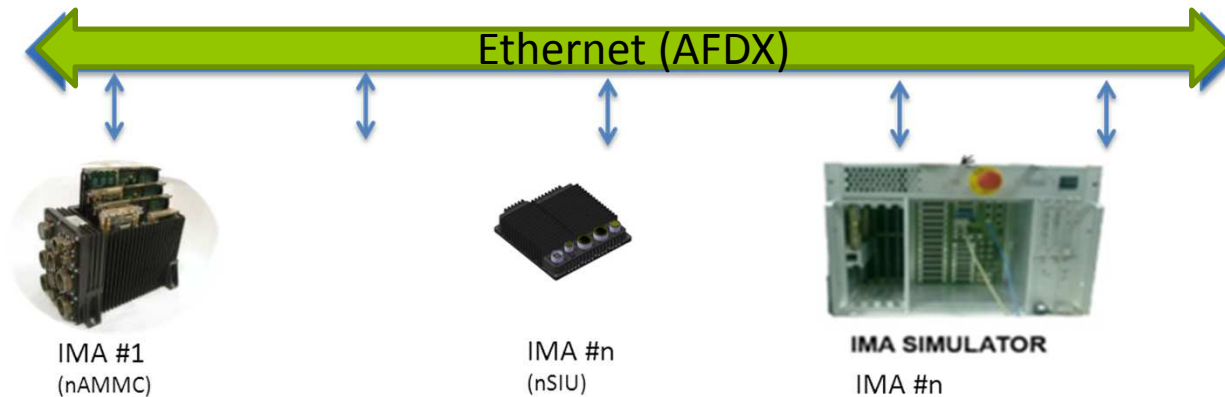 Ethernet (AFDX)
IMA #1
(nAMMC)
IMA #n
(nSIU)
IMA SIMULATOR
IMA #n